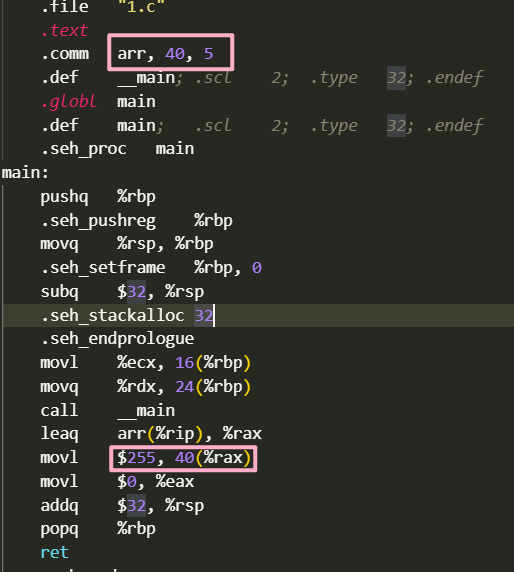 .file "1.c"
.text
.comm arr, 40, 5
.def __main; .scl 2; .type 32; .endef
.globl main
.def main; .scl 2; .type 32; .endef
.seh_proc main
main:
pushq %rbp
.seh_pushreg %rbp
movq %rsp, %rbp
.seh_setframe %rbp, 0
subq $32, %rsp
.seh_stackalloc 32
.seh_endprologue
movl %ecx, 16(%rbp)
movq %rdx, 24(%rbp)
call __main
leaq arr(%rip), %rax
movl $255, 40(%rax)
movl $0, %eax
addq $32, %rsp
popq %rbp
ret